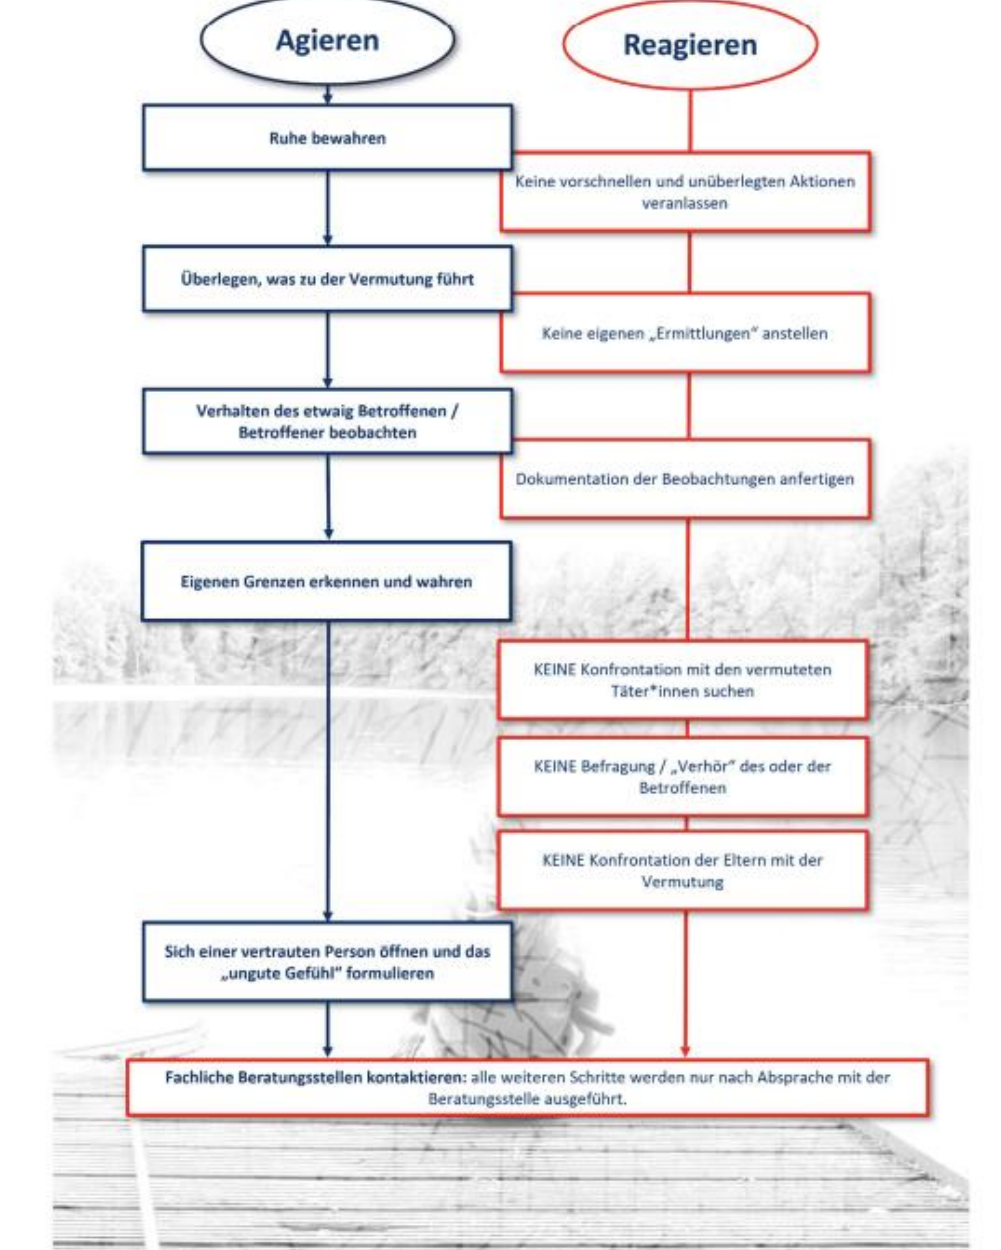 Agieren
Reagieren
Ruhe bewahren
Keine vorschnellen und unüberlegten Aktionen
veranlassen
Überlegen, was zu der Vermutung führt
Keine eigenen „Ermittlungen“ anstellen
Verhalten des etwaig Betroffenen /
Betroffener beobachten
Dokumentation der Beobachtungen anfertigen
Eigenen Grenzen erkennen und wahren
KEINE Konfrontation mit den vermuteten
Täter*innen suchen
KEINE Befragung / „Verhör“ des oder der
Betroffenen
KEINE Konfrontation der Eltern mit der
Vermutung
Sich einer vertrauten Person öffnen und das
„ungute Gefühl“ formulieren
Fachliche Beratungsstellen kontaktieren: alle weiteren Schritte werden nur nach Absprache mit der
Beratungsstelle ausgeführt.